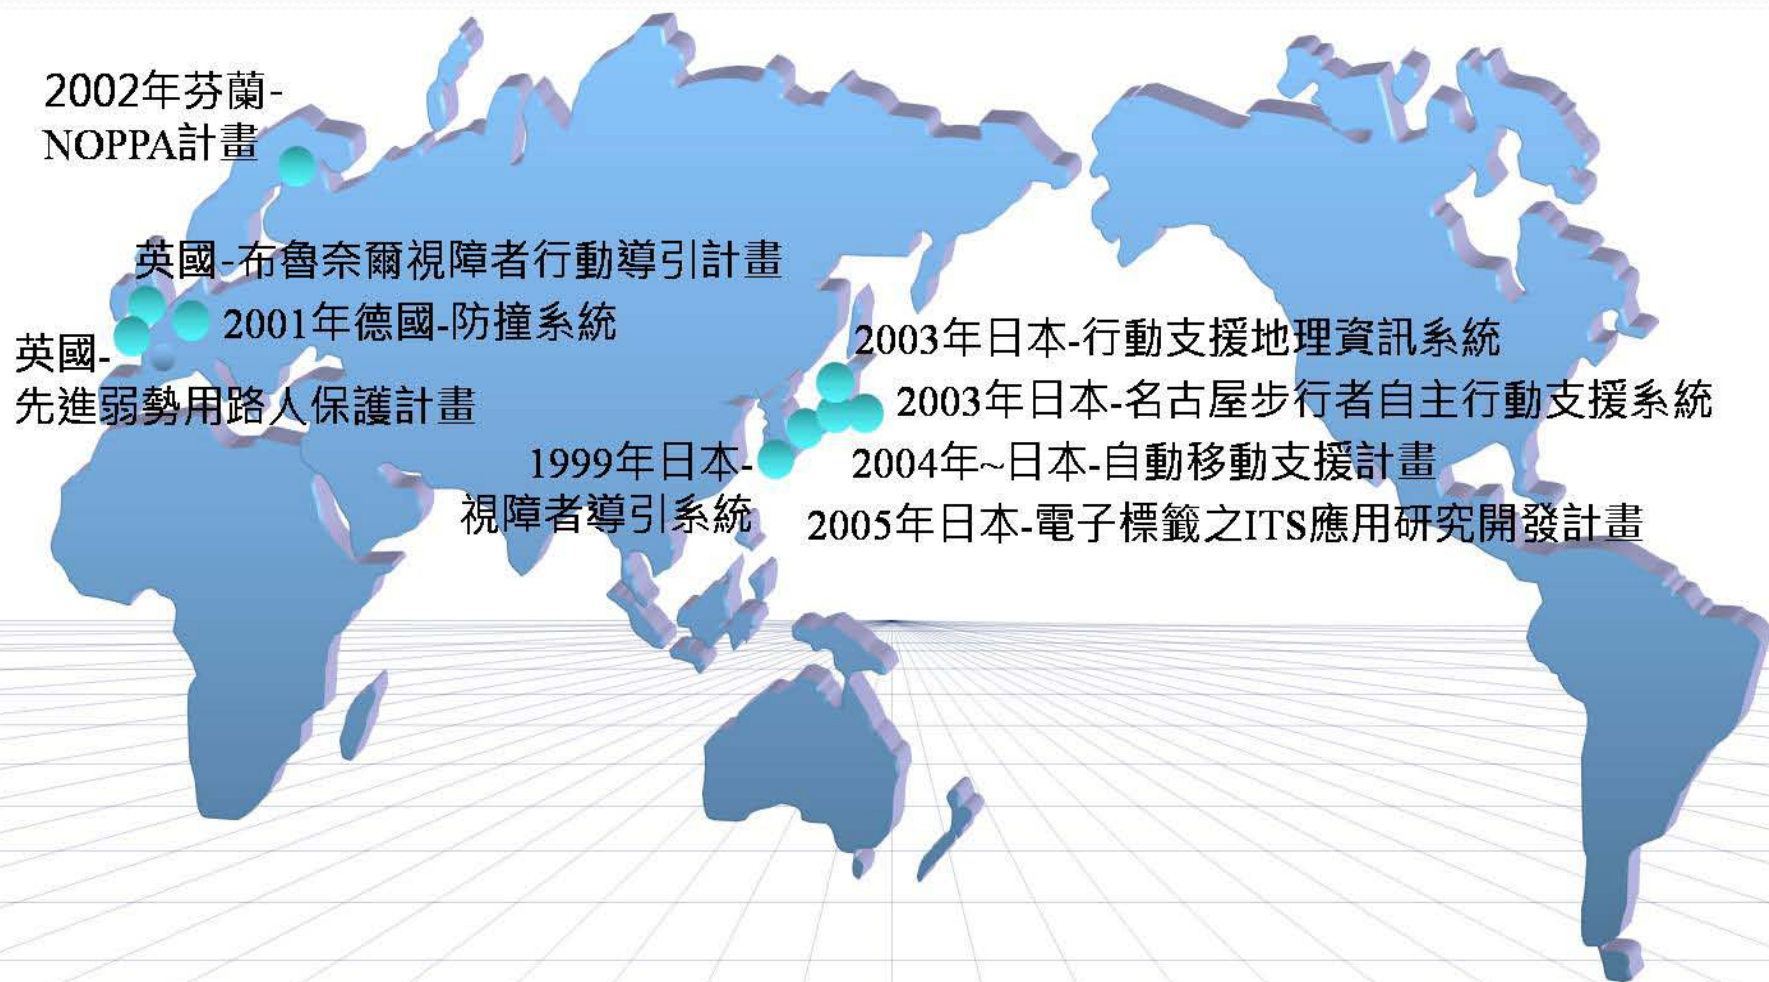 2002年芬蘭-
NOPPA計畫
英國-布魯奈爾視障者行動導引計畫
2001年德國-防撞系統
英國-
先進弱勢用路人保護計畫
2003年日本-行動支援地理資訊系統
2003年日本-名古屋步行者自主行動支援系統
1999年日本-
視障者導引系統
2004年~日本-自動移動支援計畫
2005年日本-電子標籤之ITS應用研究開發計畫